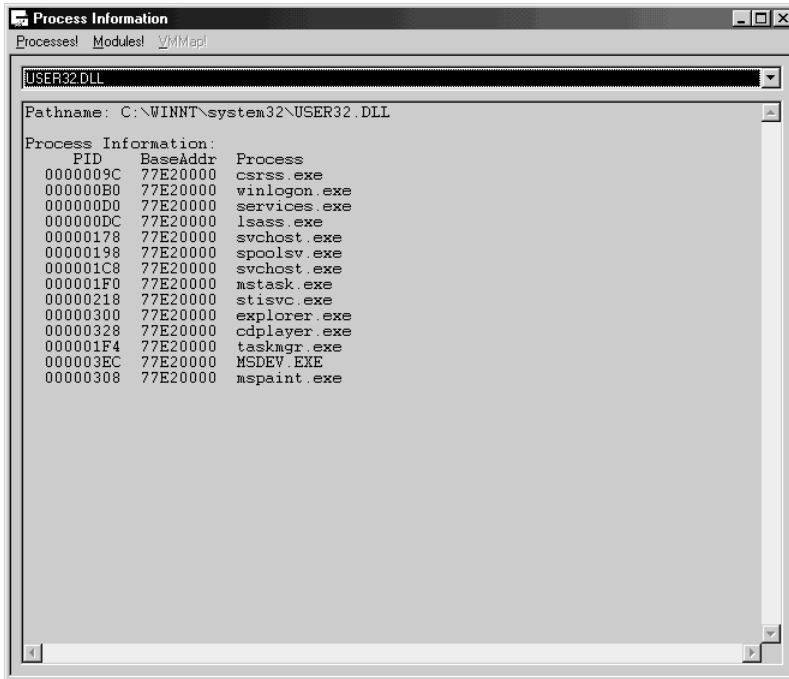 Process Information
Processes! Modules! VMMap!
USER32.DLL
Pathname: C:\WINNT\system32\USER32.DLL
Process Information:
PID BaseAddr Process
0000009C 77E20000 csrss.exe
000000B0 77E20000 winlogon.exe
000000D0 77E20000 services.exe
000000DC 77E20000 lsass.exe
00000178 77E20000 svchost.exe
00000198 77E20000 spoolsv.exe
000001C8 77E20000 svchost.exe
000001F0 77E20000 mstask.exe
00000218 77E20000 stisvc.exe
00000300 77E20000 explorer.exe
00000328 77E20000 cdplayer.exe
000001F4 77E20000 taskmgr.exe
000003EC 77E20000 MSDEV.EXE
00000308 77E20000 mspaint.exe